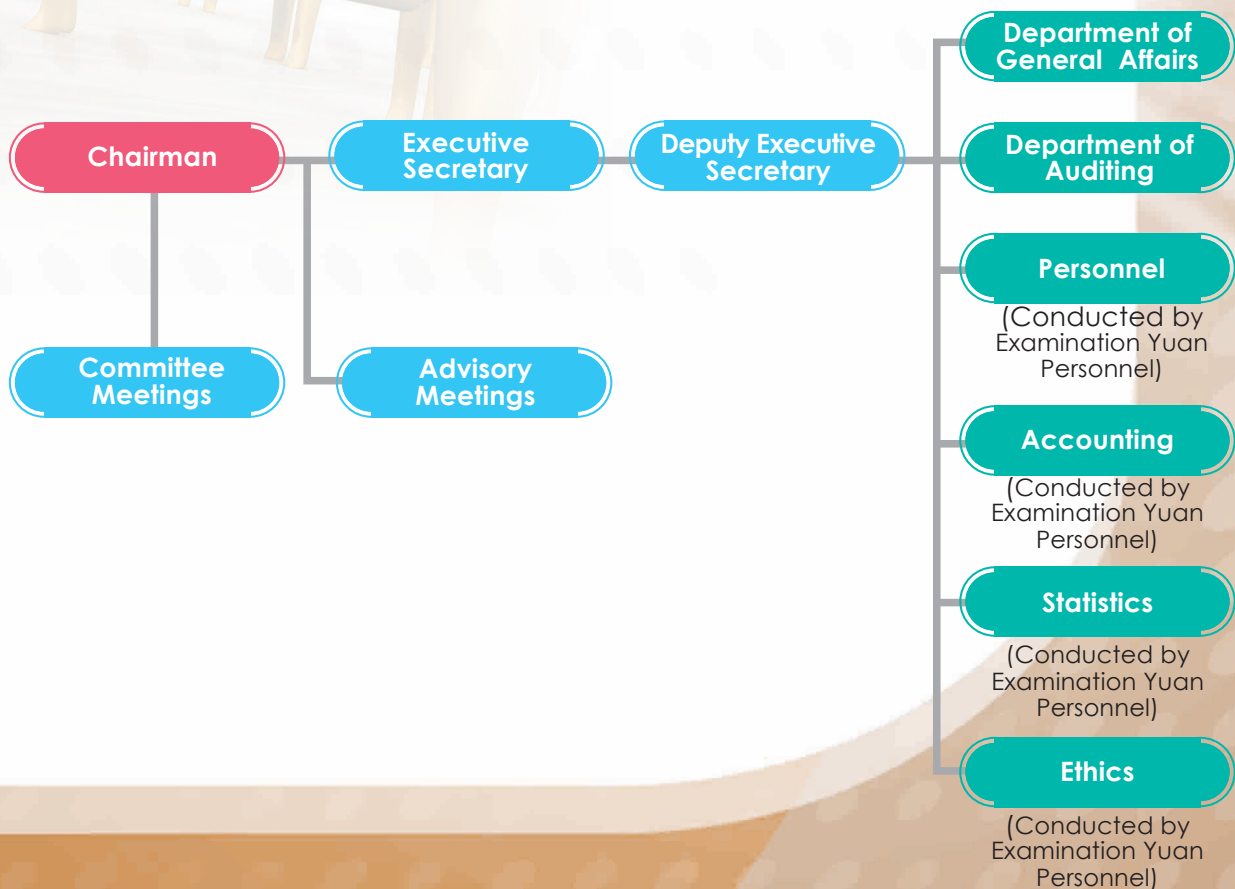 Department of
General Affairs
Chairman
Executive
Secretary
Deputy Executive
Secretary
Department of
Auditing
Personnel
(Conducted by
Examination Yuan
Personnel)
Committee
Meetings
Advisory
Meetings
Accounting
(Conducted by
Examination Yuan
Personnel)
Statistics
(Conducted by
Examination Yuan
Personnel)
Ethics
(Conducted by
Examination Yuan
Personnel)